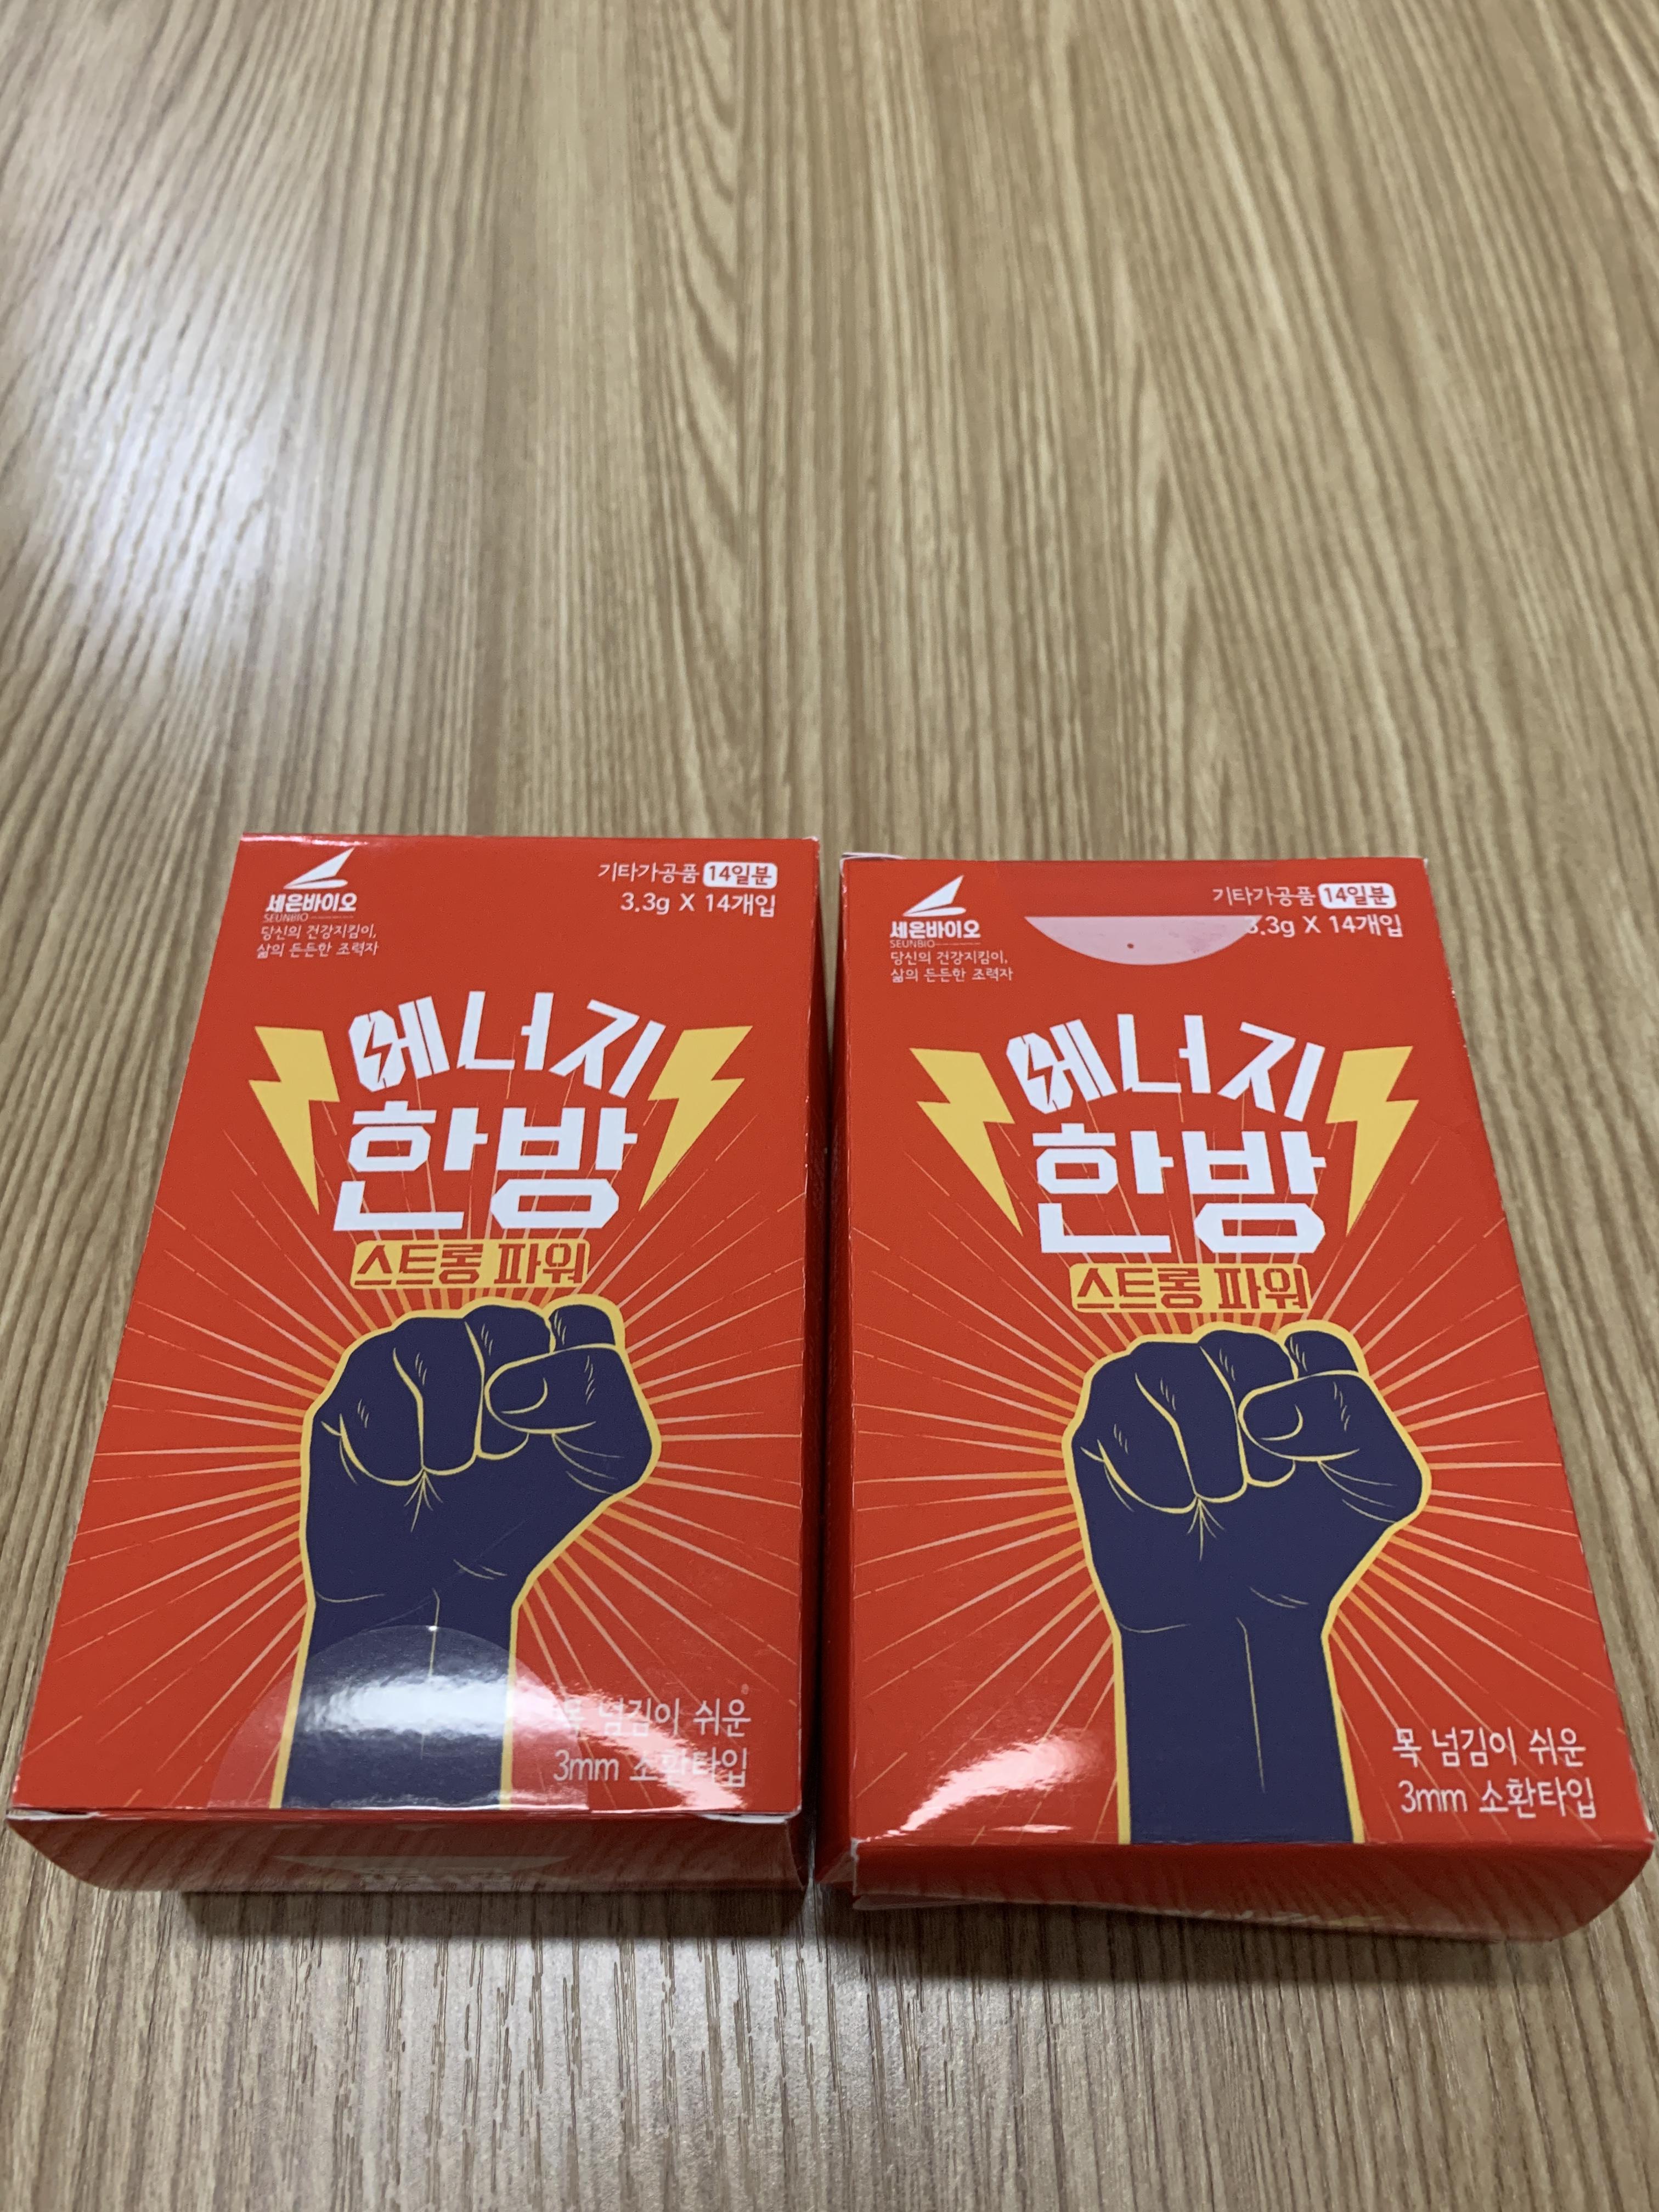 세은바이오
SEUNBIO
당신의 건강지킴이,
삶의 든든한 조력자
기타가공품 14일분
3.3g X 14개입
에너지
한방
스트롱 파워
목 넘김이 쉬운
3mm 소환타입
세은바이오
SEUNBIO
당신의 건강지킴이,
삶의 든든한 조력자
기타가공품 14일분
3.3g X 14개입
에너지
한방
스트롱 파워
목 넘김이 쉬운
3mm 소환타입